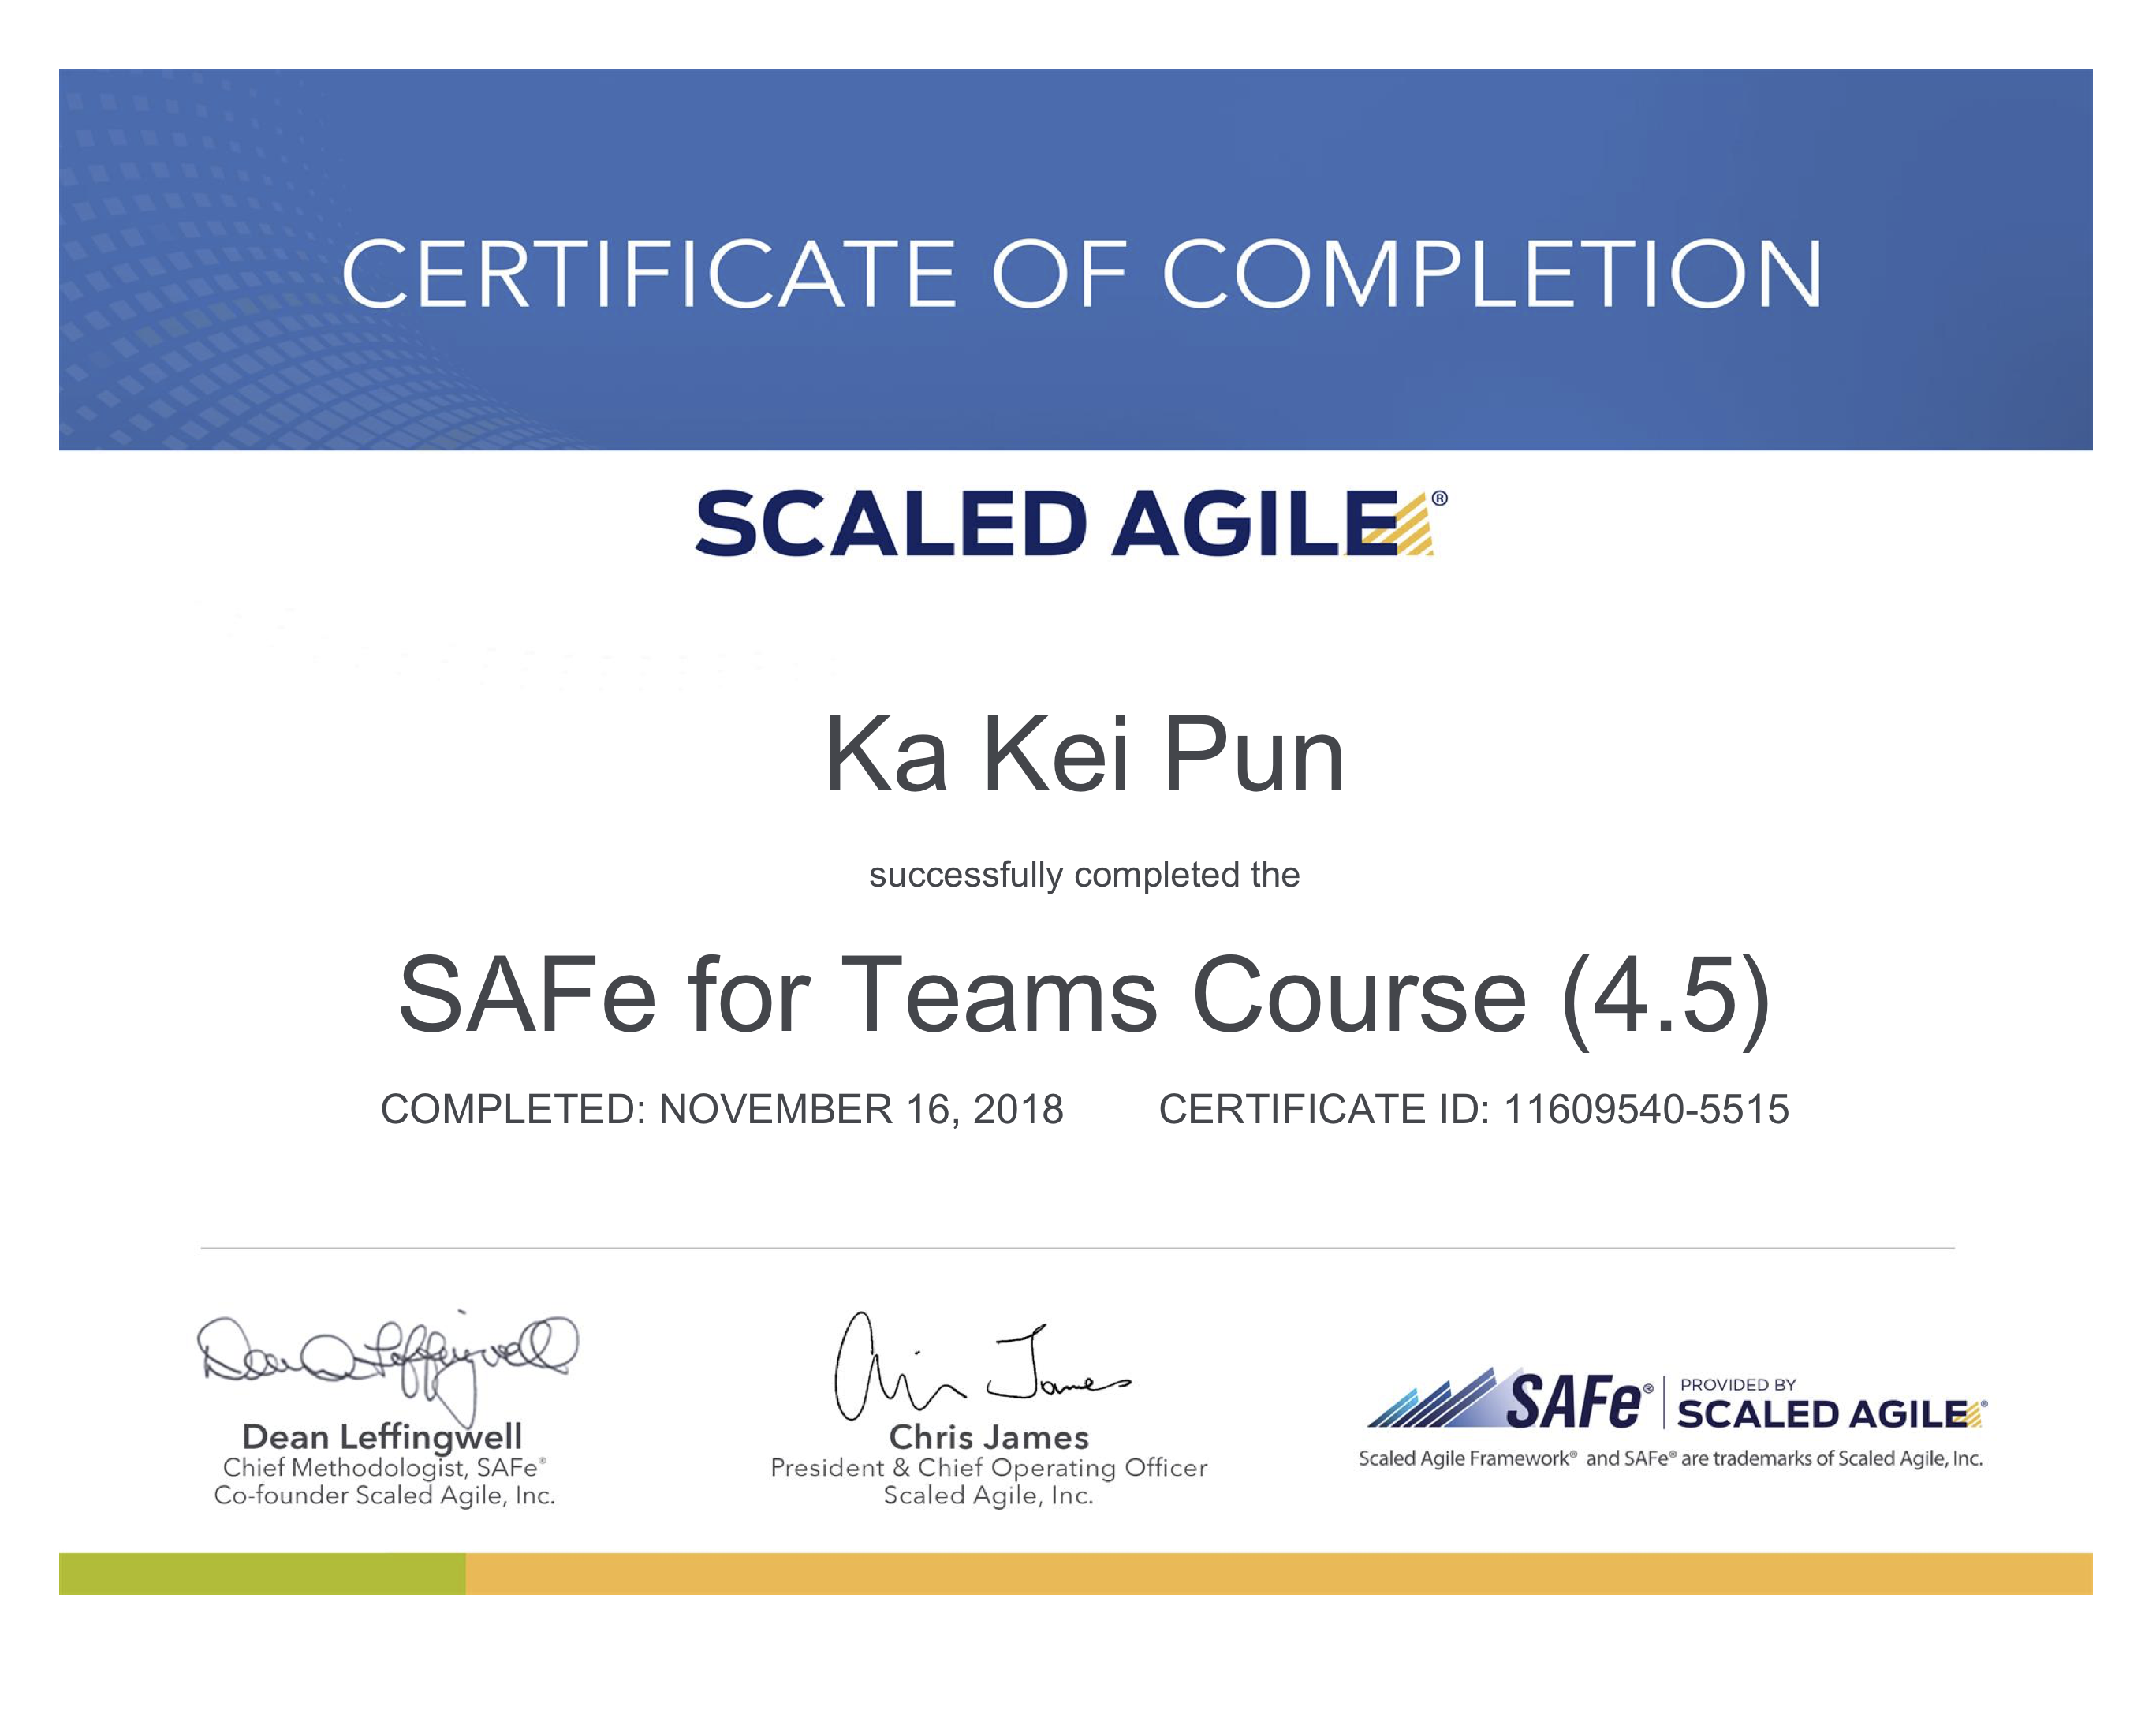 CERTIFICATE OF COMPLETION
SCALED AGILE®
Ka Kei Pun
successfully completed the
SAFe for Teams Course (4.5)
COMPLETED: NOVEMBER 16, 2018 CERTIFICATE ID: 11609540-5515
Dean Leffingwell
Dean Leffingwell
Chief Methodologist, SAFe®
Co-founder Scaled Agile, Inc.
Chris James
Chris James
President & Chief Operating Officer
Scaled Agile, Inc.
SAFe® PROVIDED BY
SCALED AGILE®
Scaled Agile Framework® and SAFe® are trademarks of Scaled Agile, Inc.